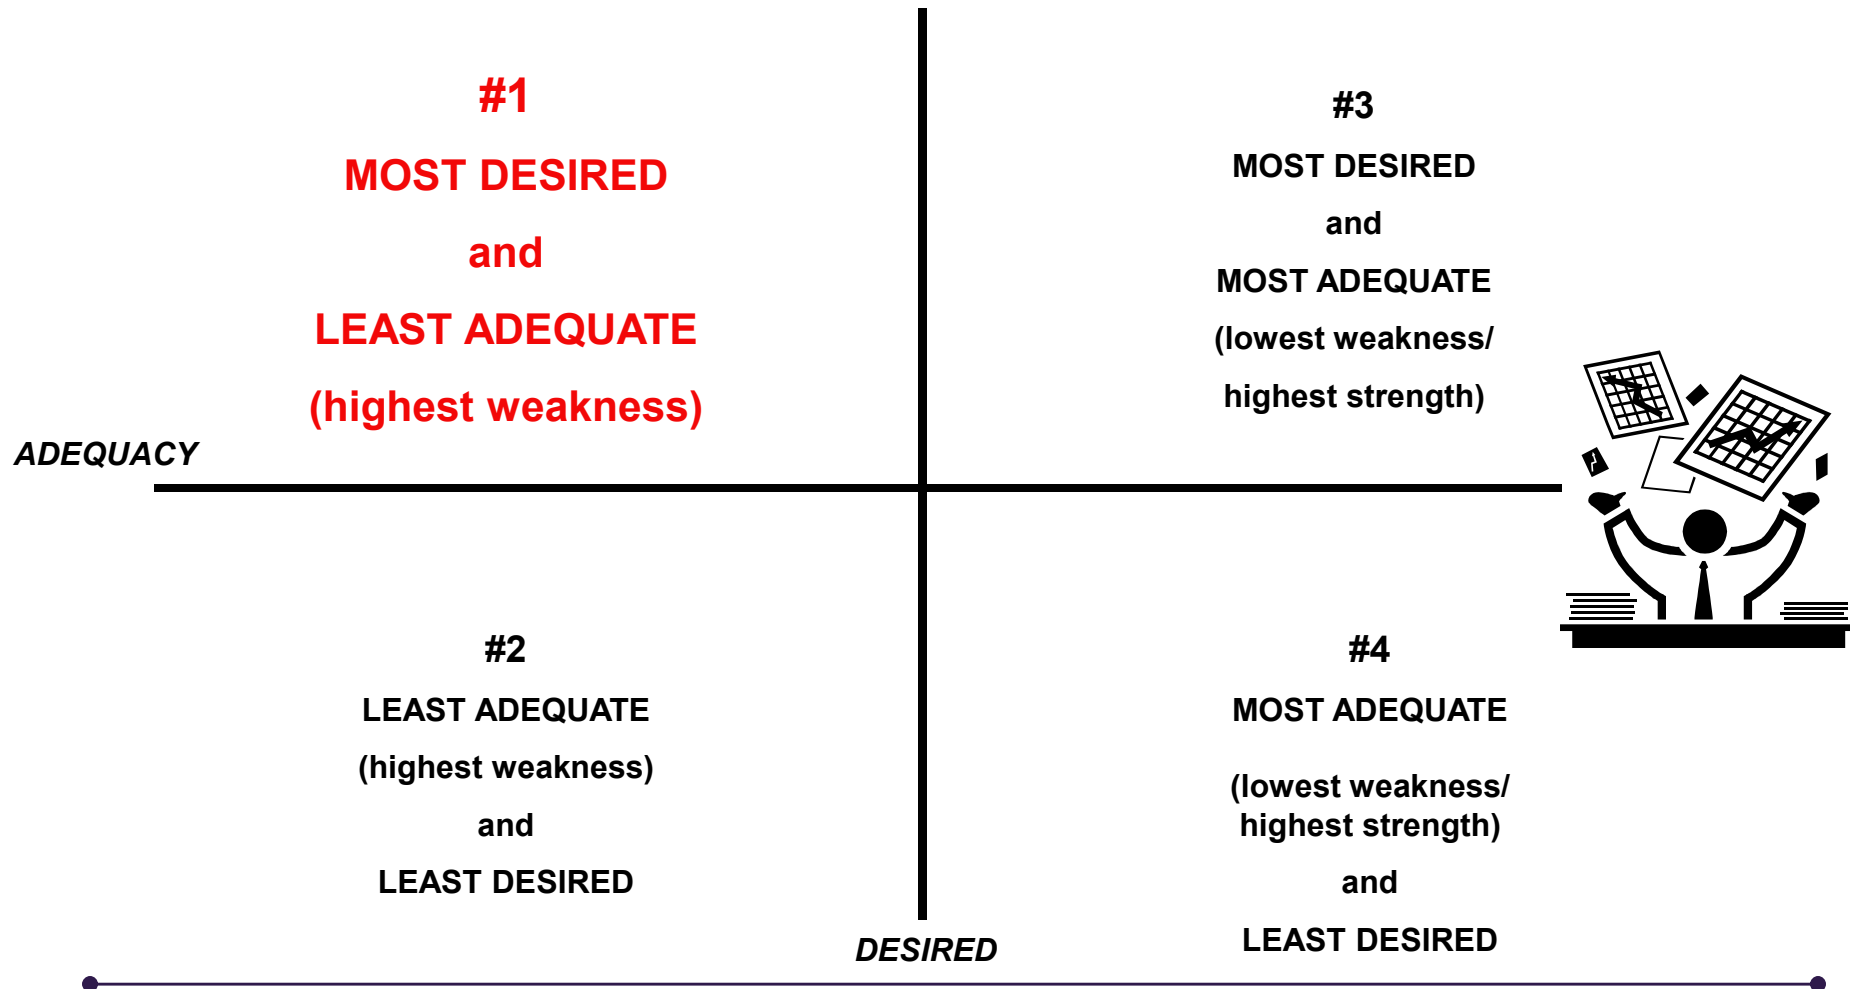 #1
MOST DESIRED
and
LEAST ADEQUATE
(highest weakness)
#3
MOST DESIRED
and
MOST ADEQUATE
(lowest weakness/
highest strength)
ADEQUACY
#2
LEAST ADEQUATE
(highest weakness)
and
LEAST DESIRED
#4
MOST ADEQUATE
(lowest weakness/
highest strength)
and
LEAST DESIRED
DESIRED